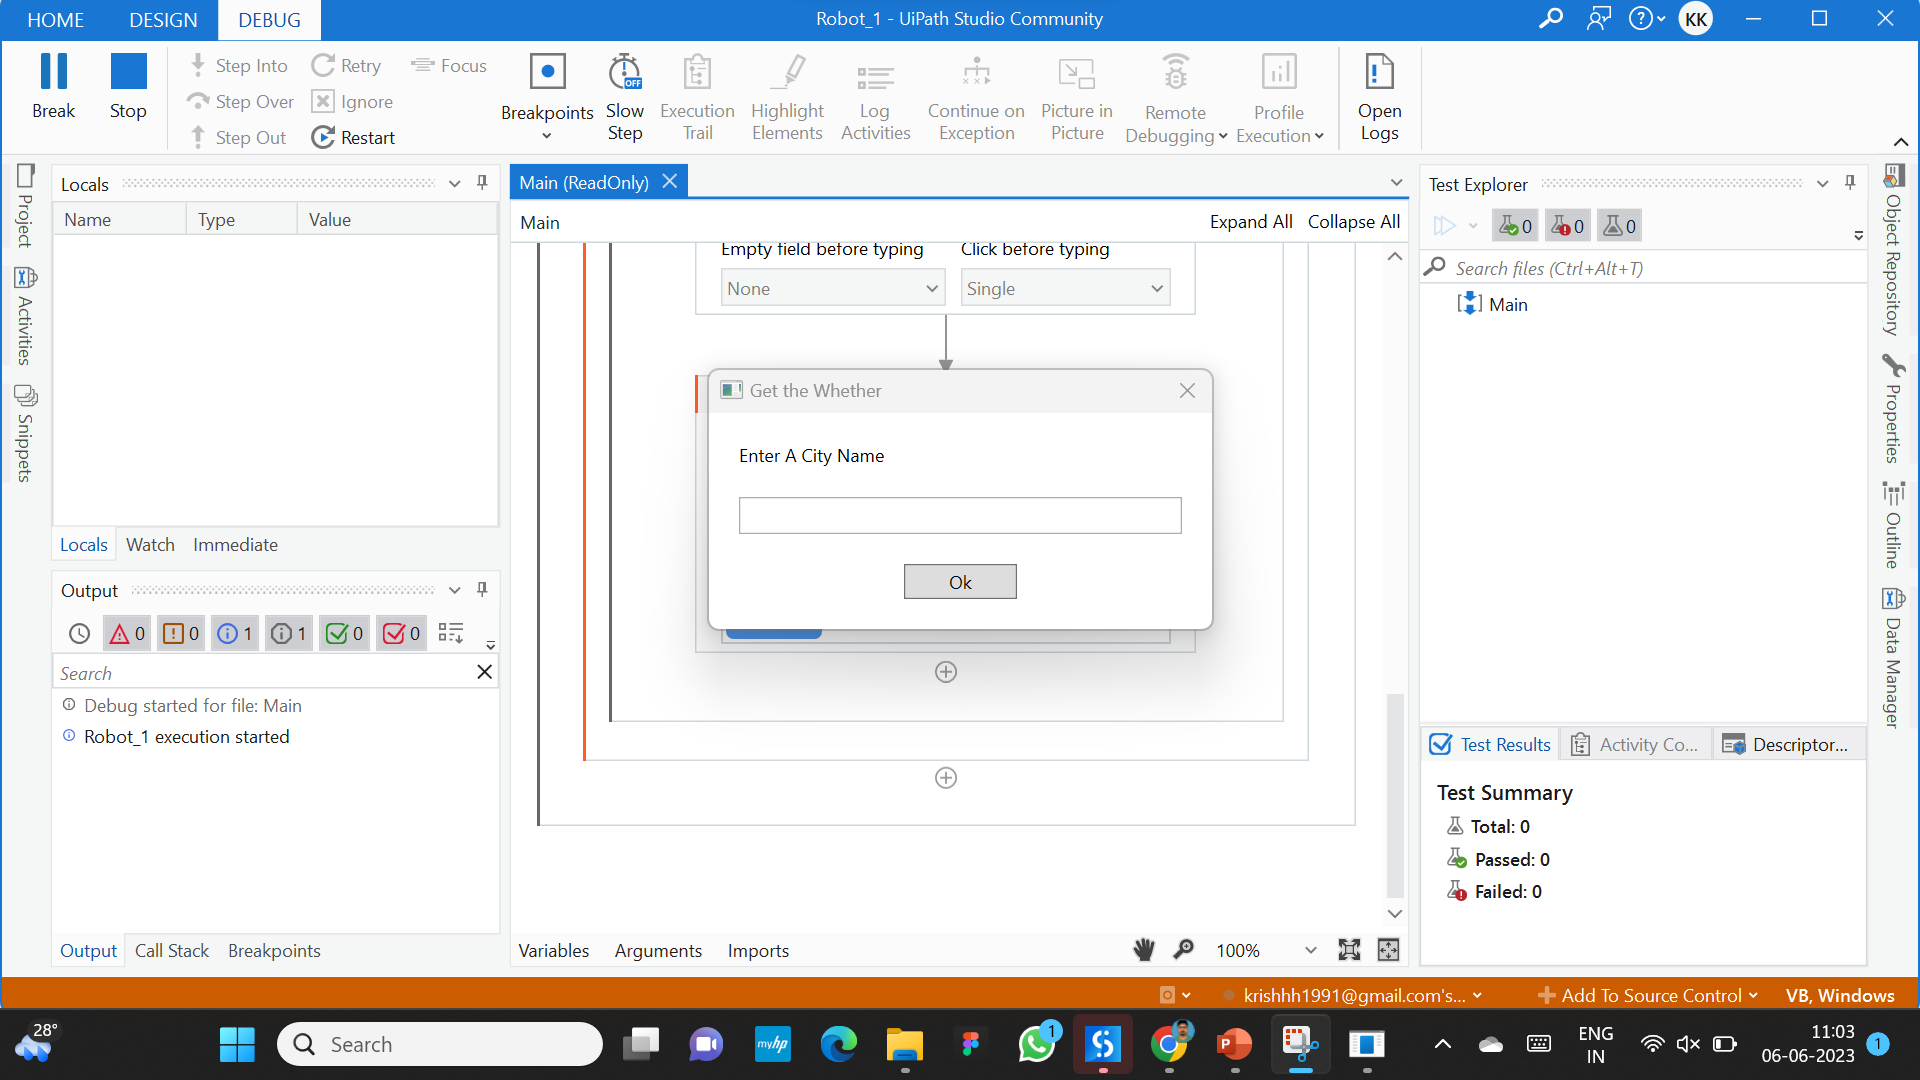 HOME
DESIGN
DEBUG
Robot_1 - UiPath Studio Community
KK
Break
Stop
Step Into
Step Over
Step Out
Retry
Ignore
Restart
Focus
Breakpoints
OFF
Slow
Step
Execution
Trail
Highlight
Elements
Log
Activities
Continue on
Exception
Picture in
Picture
Remote
Debugging
Profile
Execution
Open
Logs
Project
Activities
Snippets
Locals
Name
Type
Value
Locals
Watch
Immediate
Output
0
0
1
1
0
0
Search
Debug started for file: Main
Robot_1 execution started
Output
Call Stack
Breakpoints
Main (ReadOnly)
Main
Expand All
Collapse All
Empty field before typing
Click before typing
None
Single
Get the Whether
Enter A City Name
Ok
Variables
Arguments
Imports
100%
Test Explorer
0
0
0
Search files (Ctrl+Alt+T)
Main
Test Results
Activity Co...
Descriptor...
Test Summary
Total: 0
Passed: 0
Failed: 0
Object Repository
Properties
Outline
Data Manager
krishhh1991@gmail.com's...
Add To Source Control
VB, Windows
28°
Search
myhp
1
P
ENG
IN
11:03
06-06-2023
1